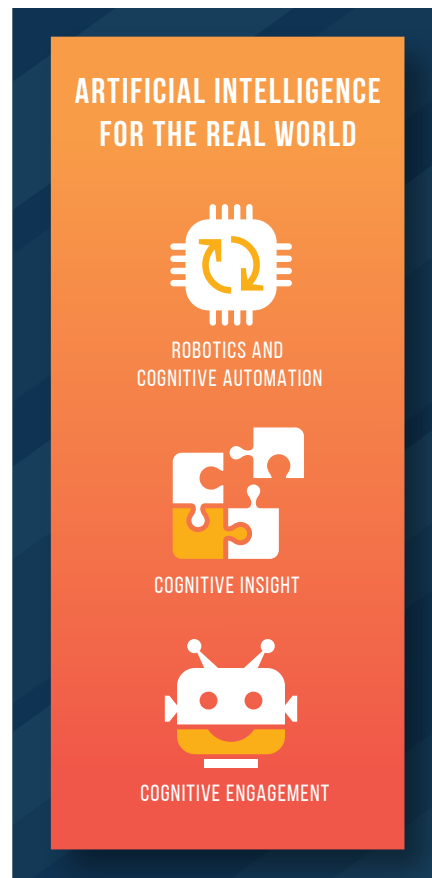 ARTIFICIAL INTELLIGENCE
FOR THE REAL WORLD
ROBOTICS AND
COGNITIVE AUTOMATION
COGNITIVE INSIGHT
COGNITIVE ENGAGEMENT